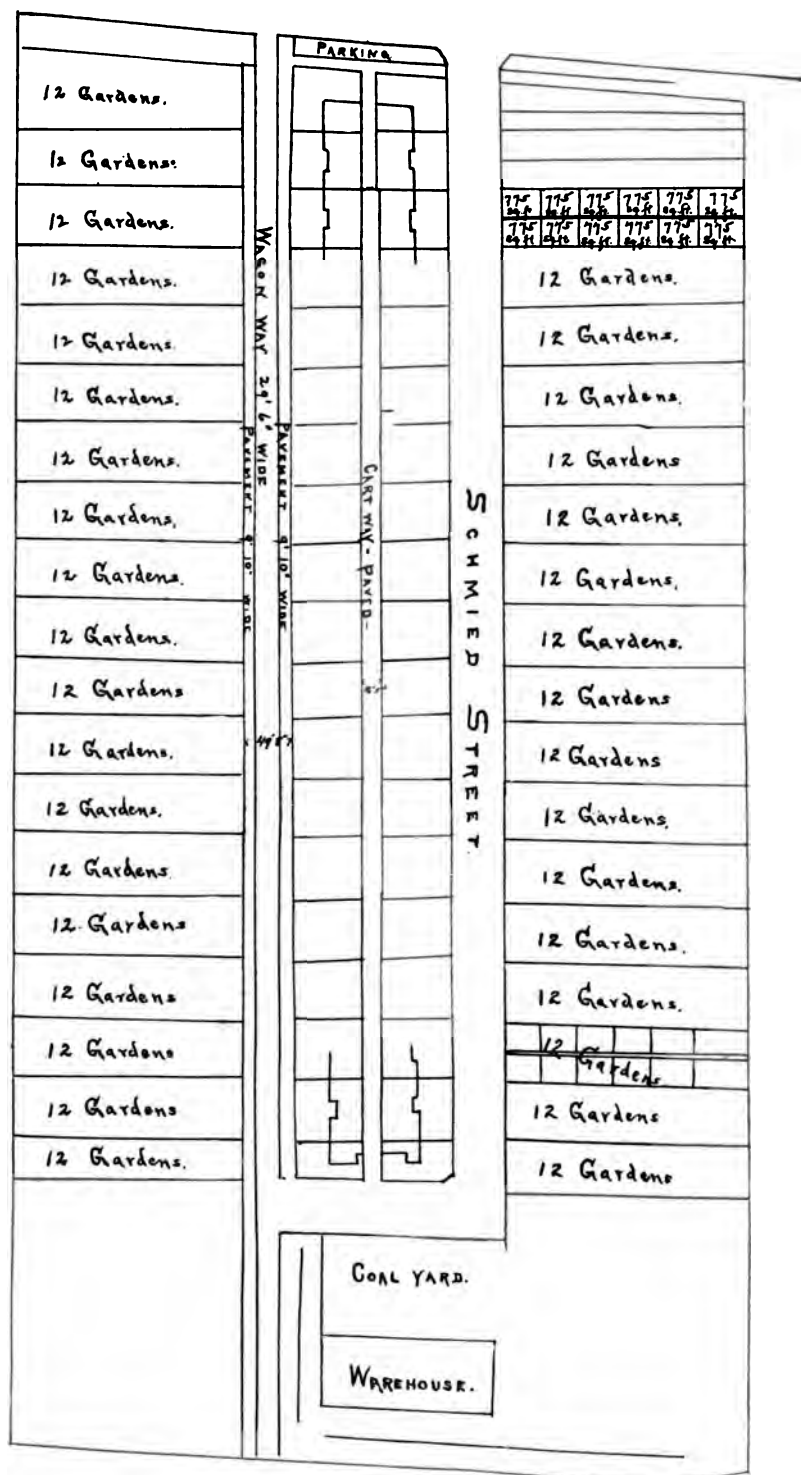 PARKING
12 Gardens.
12 Gardens.
12 Gardens.
12 Gardens.
12 Gardens.
12 Gardens.
12 Gardens.
12 Gardens.
12 Gardens.
12 Gardens.
12 Gardens
12 Gardens.
12 Gardens.
12 Gardens
12 Gardens
12 Gardens
12 Gardens
12 Gardens
12 Gardens.
WAGON WAY 29' 6" WIDE
PAVEMENT 9' 10" WIDE
PAVEMENT 9' 10" WIDE
CART WAY - PAVED -
SCHMIED STREET.
775 775 775 775 775 775
sq.ft. sq.ft. sq.ft. sq.ft. sq.ft. sq.ft.
775 775 775 775 775 775
sq.ft. sq.ft. sq.ft. sq.ft. sq.ft. sq.ft.
12 Gardens.
12 Gardens.
12 Gardens.
12 Gardens
12 Gardens.
12 Gardens.
12 Gardens.
12 Gardens
12 Gardens
12 Gardens.
12 Gardens.
12 Gardens.
12 Gardens.
12 Gardens
12 Gardens
12 Gardens
COAL YARD.
WAREHOUSE.